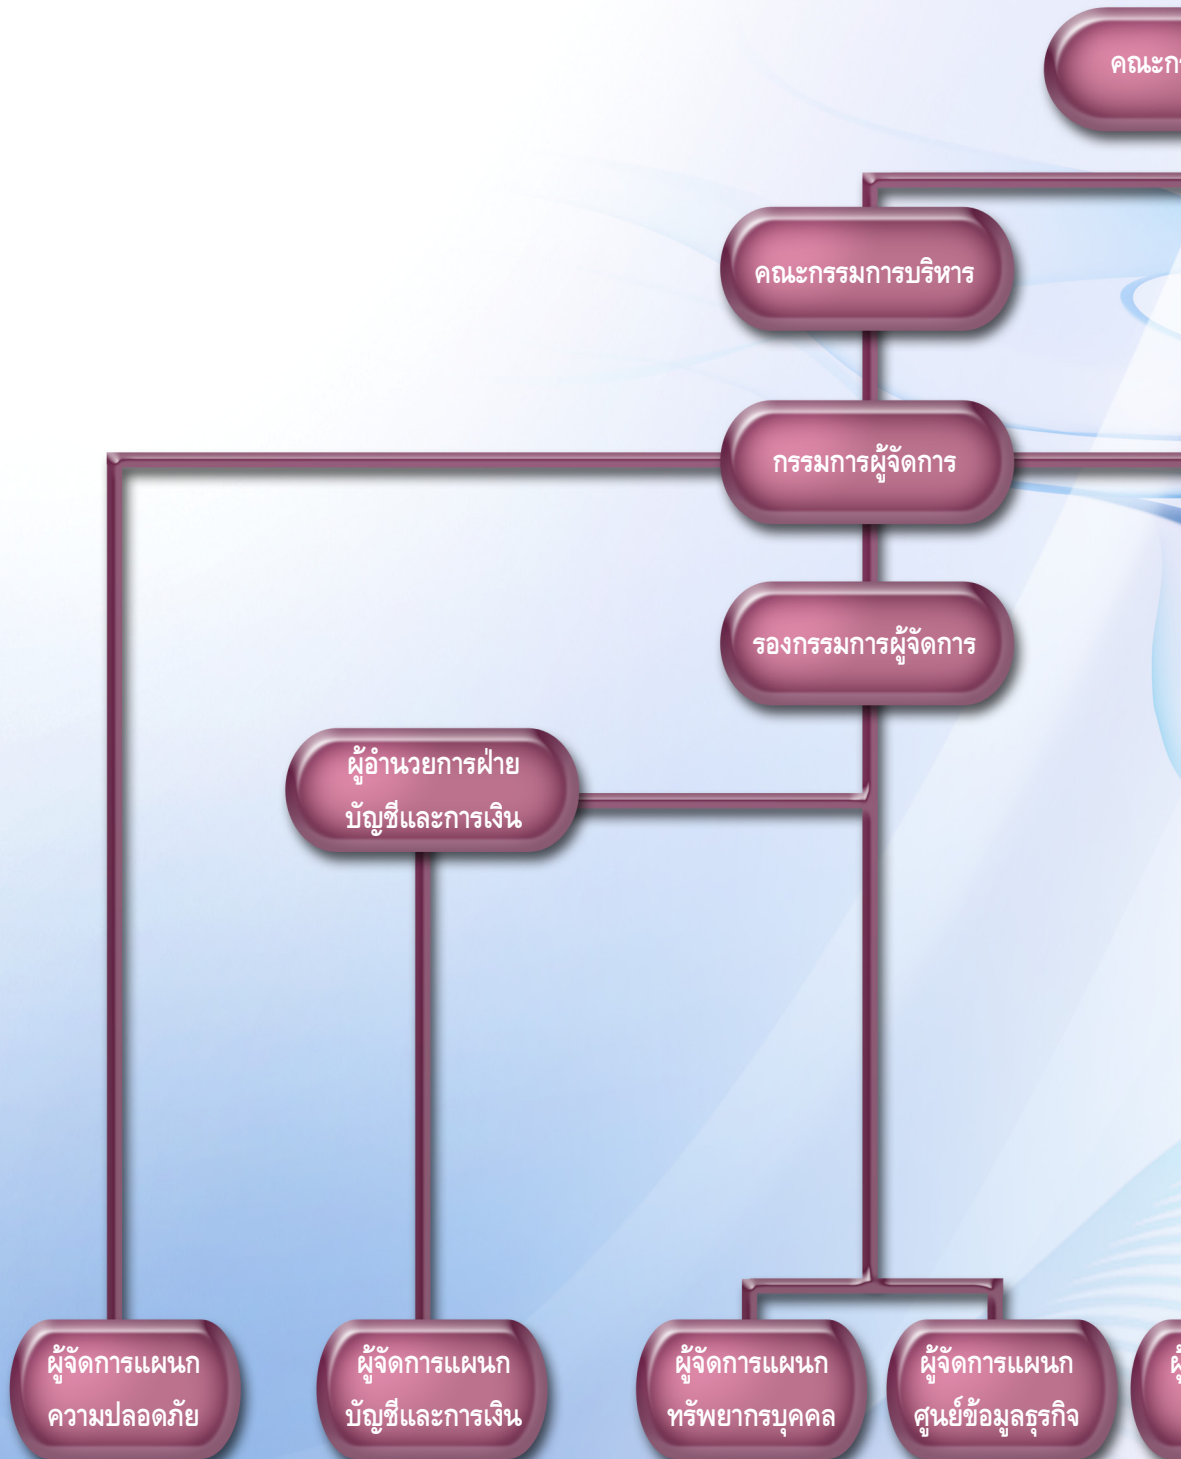 คณะกรรมการบริหาร
กรรมการผู้จัดการ
รองกรรมการผู้จัดการ
ผู้อำนวยการฝ่าย
บัญชีและการเงิน
ผู้จัดการแผนก
ความปลอดภัย
ผู้จัดการแผนก
บัญชีและการเงิน
ผู้จัดการแผนก
ทรัพยากรบุคคล
ผู้จัดการแผนก
ศูนย์ข้อมูลธุรกิจ